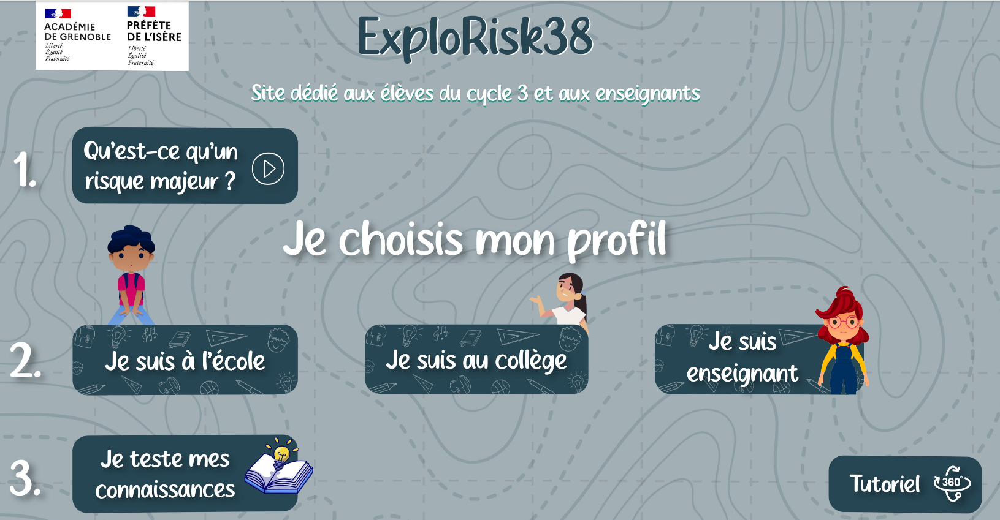 ACADÉMIE
DE GRENOBLE
Liberté
Égalité
Fraternité
PRÉFÈTE
DE L'ISÈRE
Liberté
Égalité
Fraternité
ExploRisk38
Site dédié aux élèves du cycle 3 et aux enseignants
1.
Qu'est-ce qu'un
risque majeur ?
Je choisis mon profil
2.
Je suis à l'école
Je suis au collège
Je suis
enseignant
3.
Je teste mes
connaissances
Tutoriel
360°